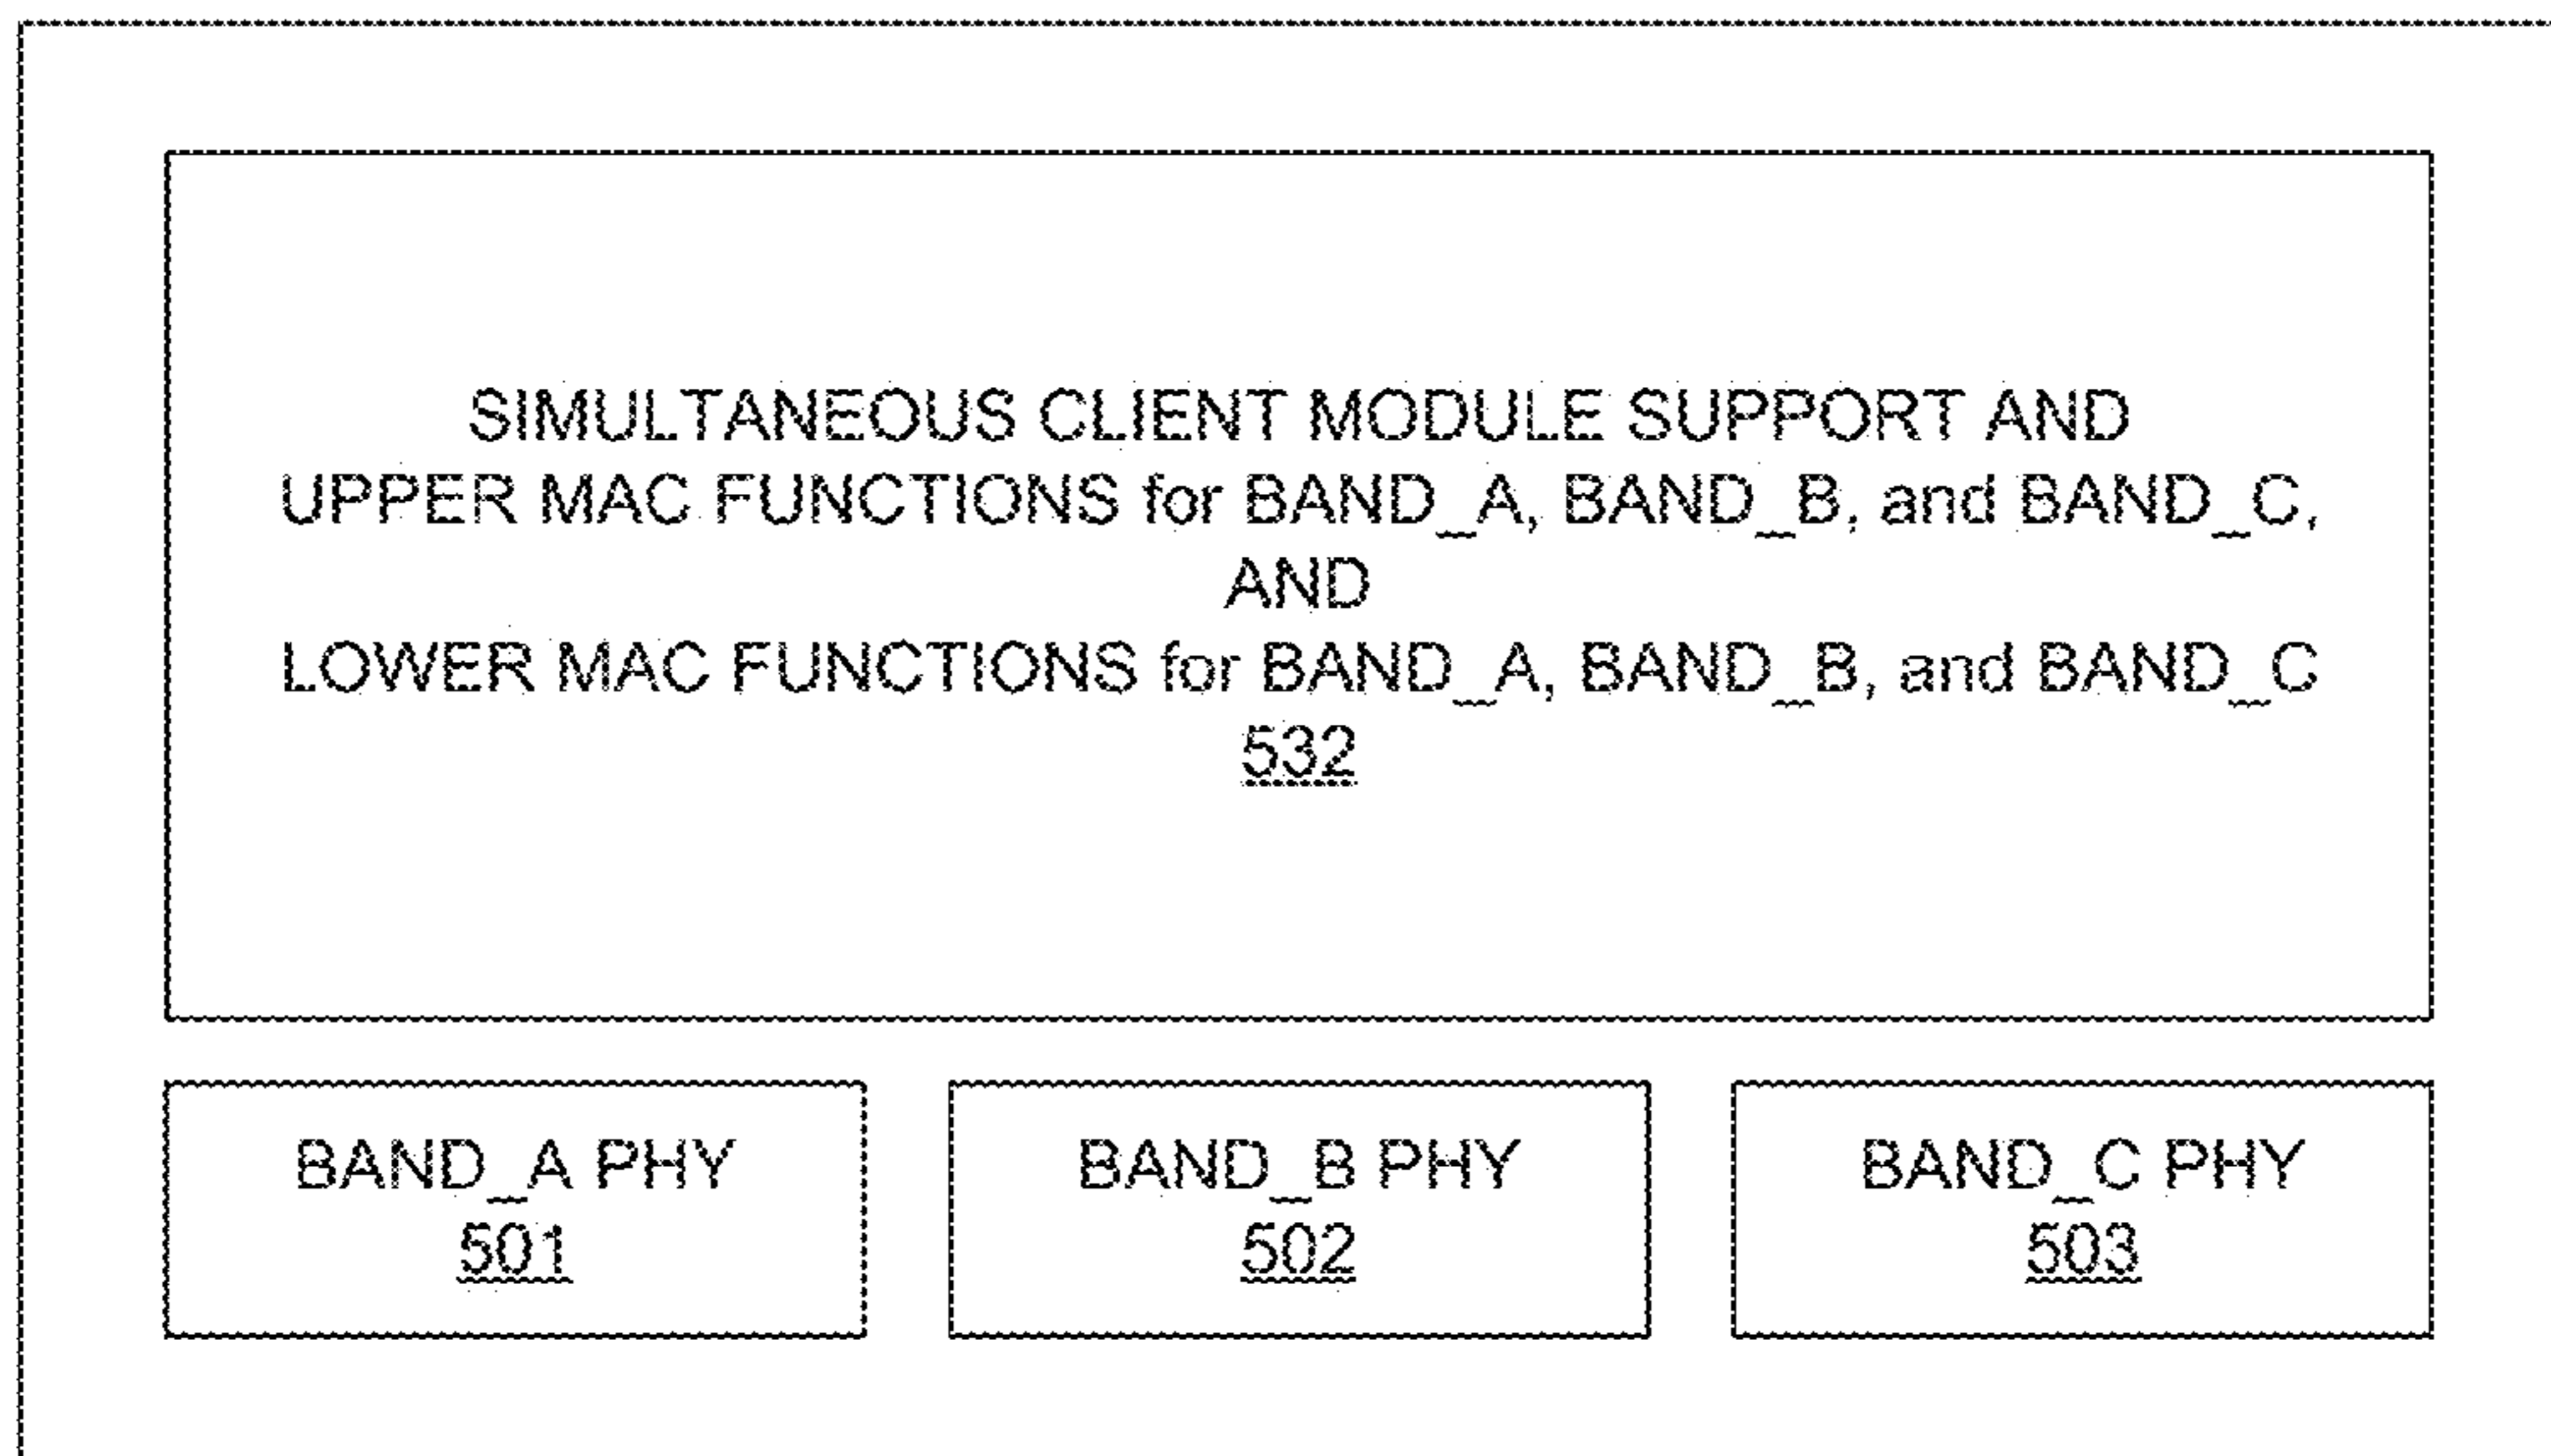 SIMULTANEOUS CLIENT MODULE SUPPORT AND
UPPER MAC FUNCTIONS for BAND_A, BAND_B, and BAND_C,
AND
LOWER MAC FUNCTIONS for BAND_A, BAND_B, and BAND_C
532
BAND_A PHY
501
BAND_B PHY
502
BAND_C PHY
503